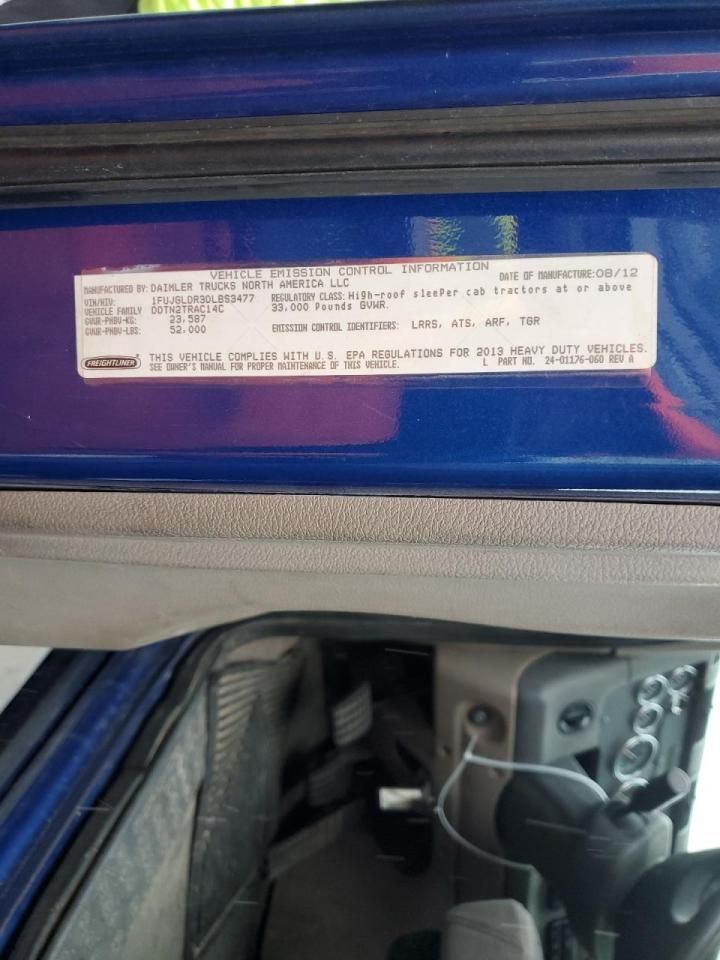 VEHICLE EMISSION CONTROL INFORMATION
MANUFACTURED BY: DAIMLER TRUCKS NORTH AMERICA LLC DATE OF MANUFACTURE: 08/12
VIN/NIV: 1FUJGLDR3DLBS3477 REGULATORY CLASS: High-roof sleeper cab tractors at or above
VEHICLE FAMILY DDTN2TRAC14C 33,000 Pounds GVWR.
GVWR-PNBV-KG: 23,587
GVWR-PNBV-LBS: 52,000 EMISSION CONTROL IDENTIFIERS: LRRS, ATS, ARF, TGR
FREIGHTLINER THIS VEHICLE COMPLIES WITH U.S. EPA REGULATIONS FOR 2013 HEAVY DUTY VEHICLES.
SEE OWNER'S MANUAL FOR PROPER MAINTENANCE OF THIS VEHICLE. L PART NO. 24-01176-060 REV A